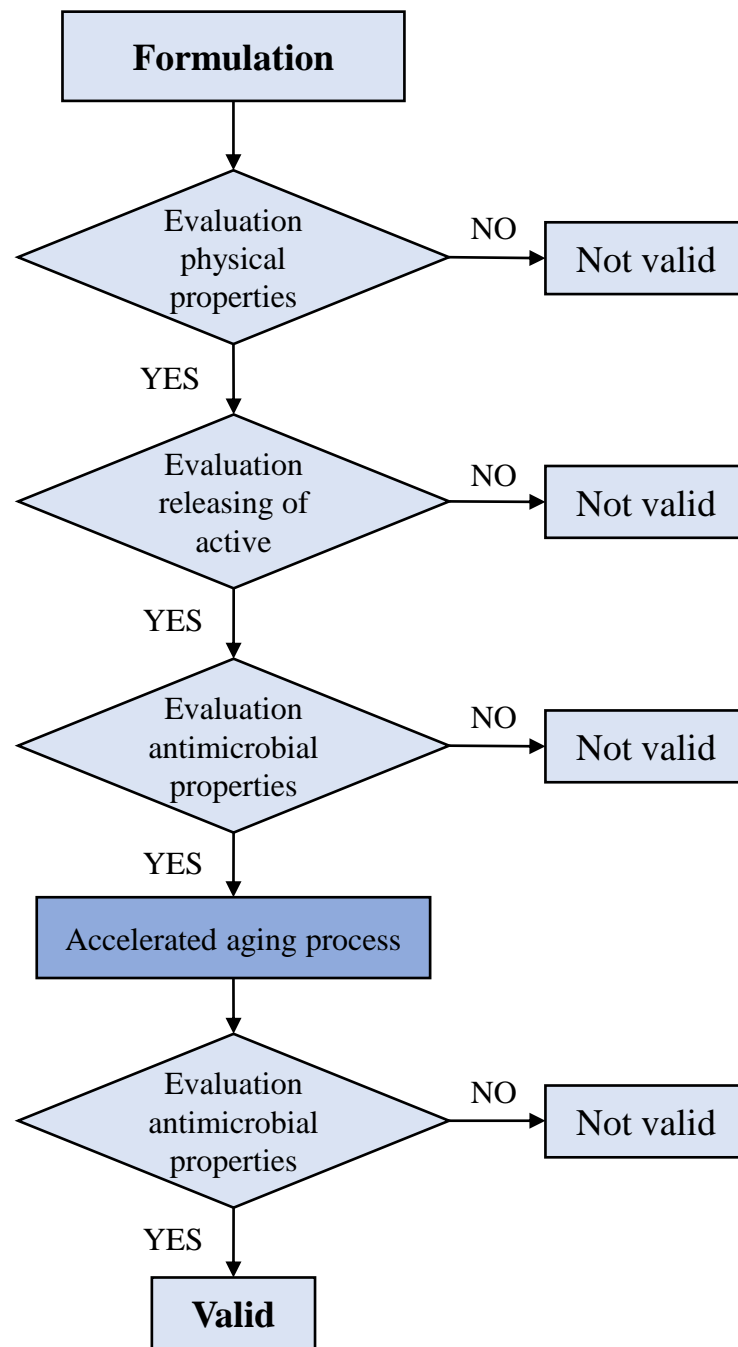 Formulation
Evaluation
physical
properties
NO
Not valid
YES
Evaluation
releasing of
active
NO
Not valid
YES
Evaluation
antimicrobial
properties
NO
Not valid
YES
Accelerated aging process
Evaluation
antimicrobial
properties
NO
Not valid
YES
Valid